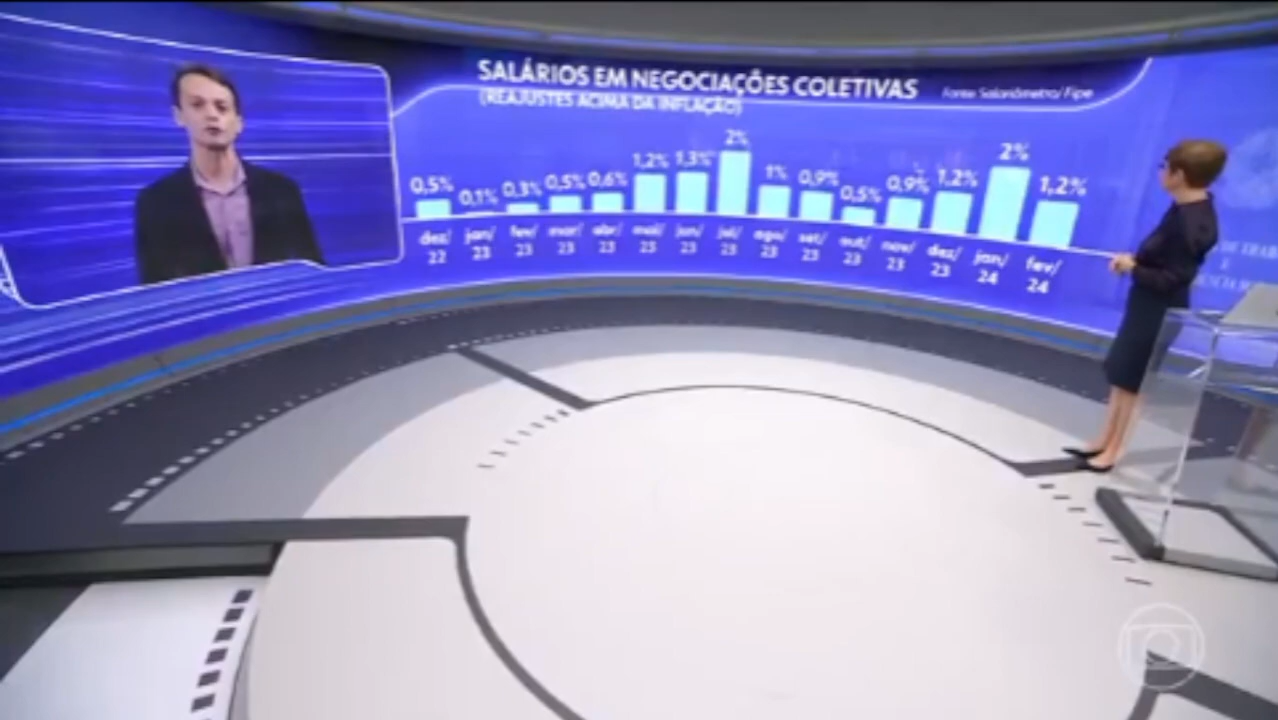 SALÁRIOS EM NEGOCIAÇÕES COLETIVAS
(REAJUSTES ACIMA DA INFLAÇÃO)
Fonte: Salariômetro/ Fipe
0,5% 0,1% 0,3% 0,5% 0,6% 1,2% 1,3% 2% 1% 0,9% 0,5% 0,9% 1,2% 2% 1,2%
dez/ jan/ fev/ mar/ abr/ mai/ jun/ jul/ ago/ set/ out/ nov/ dez/ jan/ fev/
22 23 23 23 23 23 23 23 23 23 23 23 23 24 24
DE TRABA
E